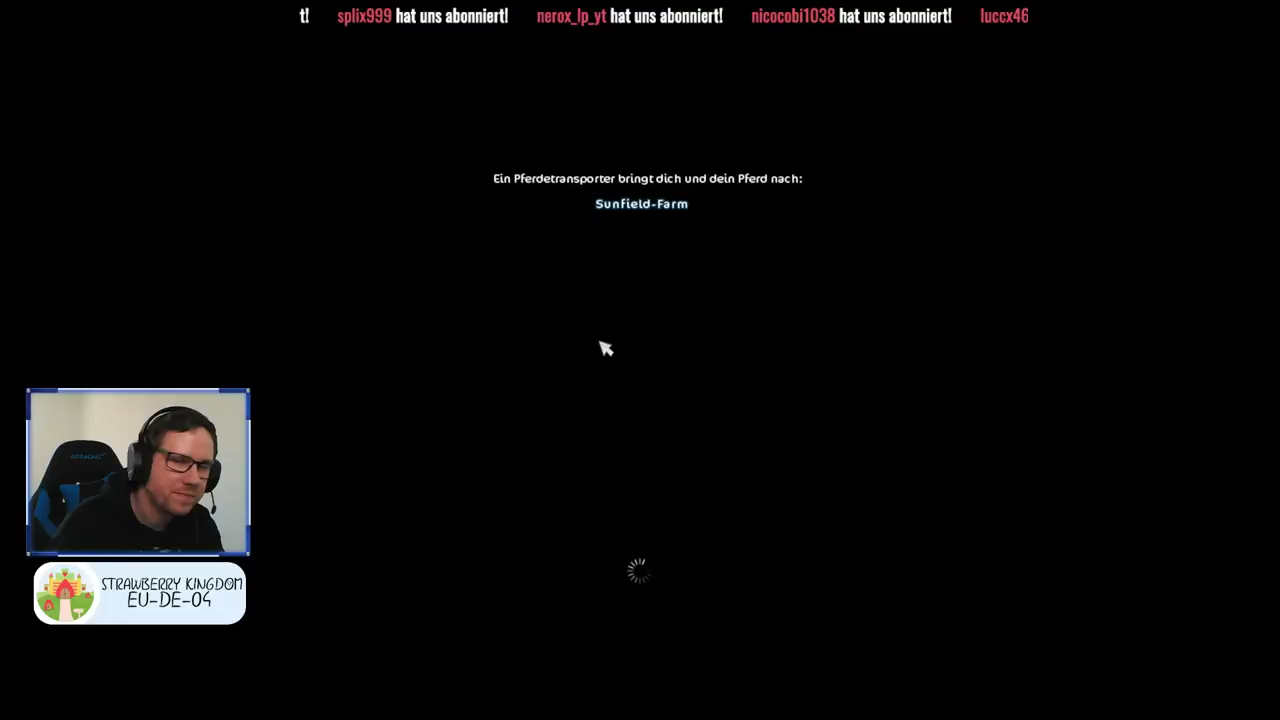 t! splix999 hat uns abonniert! nerox_lp_yt hat uns abonniert! nicocobi1038 hat uns abonniert! luccx46
Ein Pferdetransporter bringt dich und dein Pferd nach:
Sunfield-Farm
STRAWBERRY KINGDOM
EU-DE-04